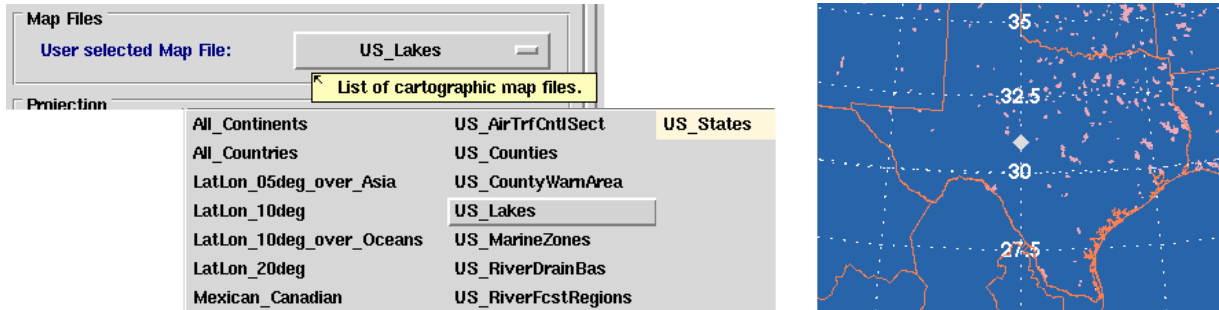 Map Files
User selected Map File: US_Lakes
List of cartographic map files.
Projection
All_Continents US_AirTrfCntlSect US_States
All_Countries US_Counties
LatLon_05deg_over_Asia US_CountyWarnArea
LatLon_10deg US_Lakes
LatLon_10deg_over_Oceans US_MarineZones
LatLon_20deg US_RiverDrainBas
Mexican_Canadian US_RiverFcstRegions
35
32.5
30
27.5